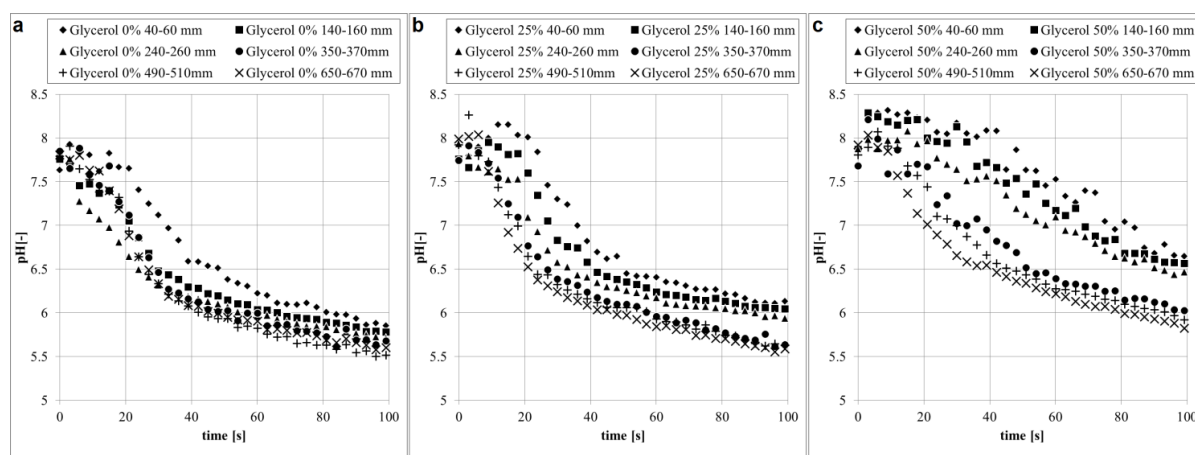 a
◆ Glycerol 0% 40-60 mm ■ Glycerol 0% 140-160 mm
▲ Glycerol 0% 240-260 mm ● Glycerol 0% 350-370 mm
+ Glycerol 0% 490-510mm × Glycerol 0% 650-670 mm
8.5
8
7.5
7
6.5
6
5.5
5
pH[-]
0 20 40 60 80 100
time [s]
b
◆ Glycerol 25% 40-60 mm ■ Glycerol 25% 140-160 mm
▲ Glycerol 25% 240-260 mm ● Glycerol 25% 350-370mm
+ Glycerol 25% 490-510mm × Glycerol 25% 650-670 mm
8.5
8
7.5
7
6.5
6
5.5
5
pH[-]
0 20 40 60 80 100
time [s]
c
◆ Glycerol 50% 40-60 mm ■ Glycerol 50% 140-160 mm
▲ Glycerol 50% 240-260 mm ● Glycerol 50% 350-370 mm
+ Glycerol 50% 490-510mm × Glycerol 50% 650-670 mm
8.5
8
7.5
7
6.5
6
5.5
5
pH[-]
0 20 40 60 80 100
time [s]